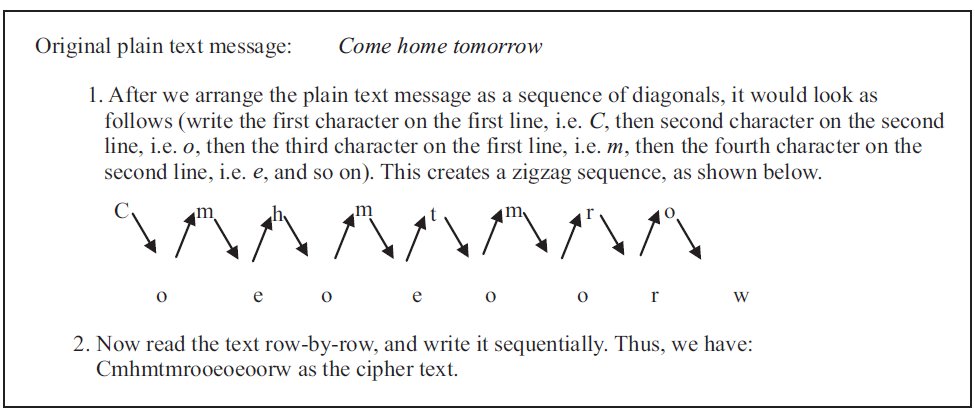 Original plain text message: Come home tomorrow
1. After we arrange the plain text message as a sequence of diagonals, it would look as
follows (write the first character on the first line, i.e. C, then second character on the second
line, i.e. o, then the third character on the first line, i.e. m, then the fourth character on the
second line, i.e. e, and so on). This creates a zigzag sequence, as shown below.
C m h m t m r o
o e o e o o r w
2. Now read the text row-by-row, and write it sequentially. Thus, we have:
Cmhmtmrooeoeoorw as the cipher text.